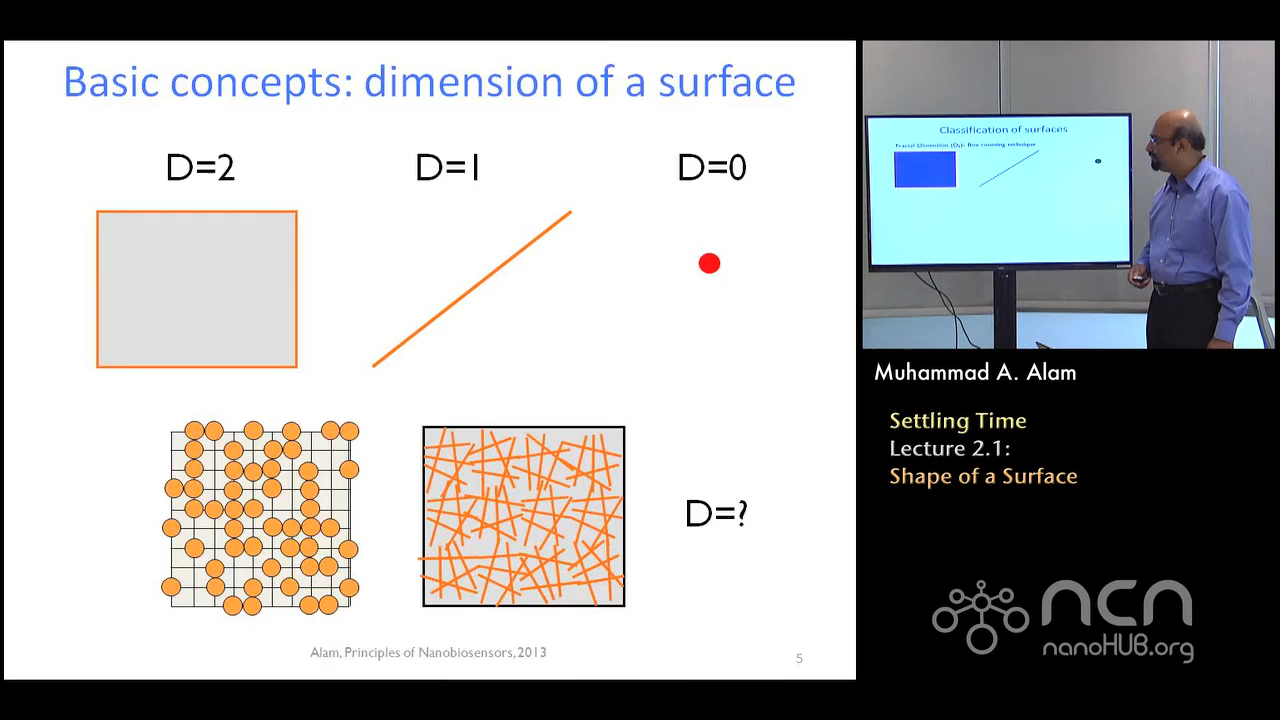 Basic concepts: dimension of a surface
D=2
D=1
D=0
D=?
Alam, Principles of Nanobiosensors, 2013
5
Classification of surfaces
Fractal Dimension (DF)- Box counting technique
Muhammad A. Alam
Settling Time
Lecture 2.1:
Shape of a Surface
ncn
nanoHUB.org